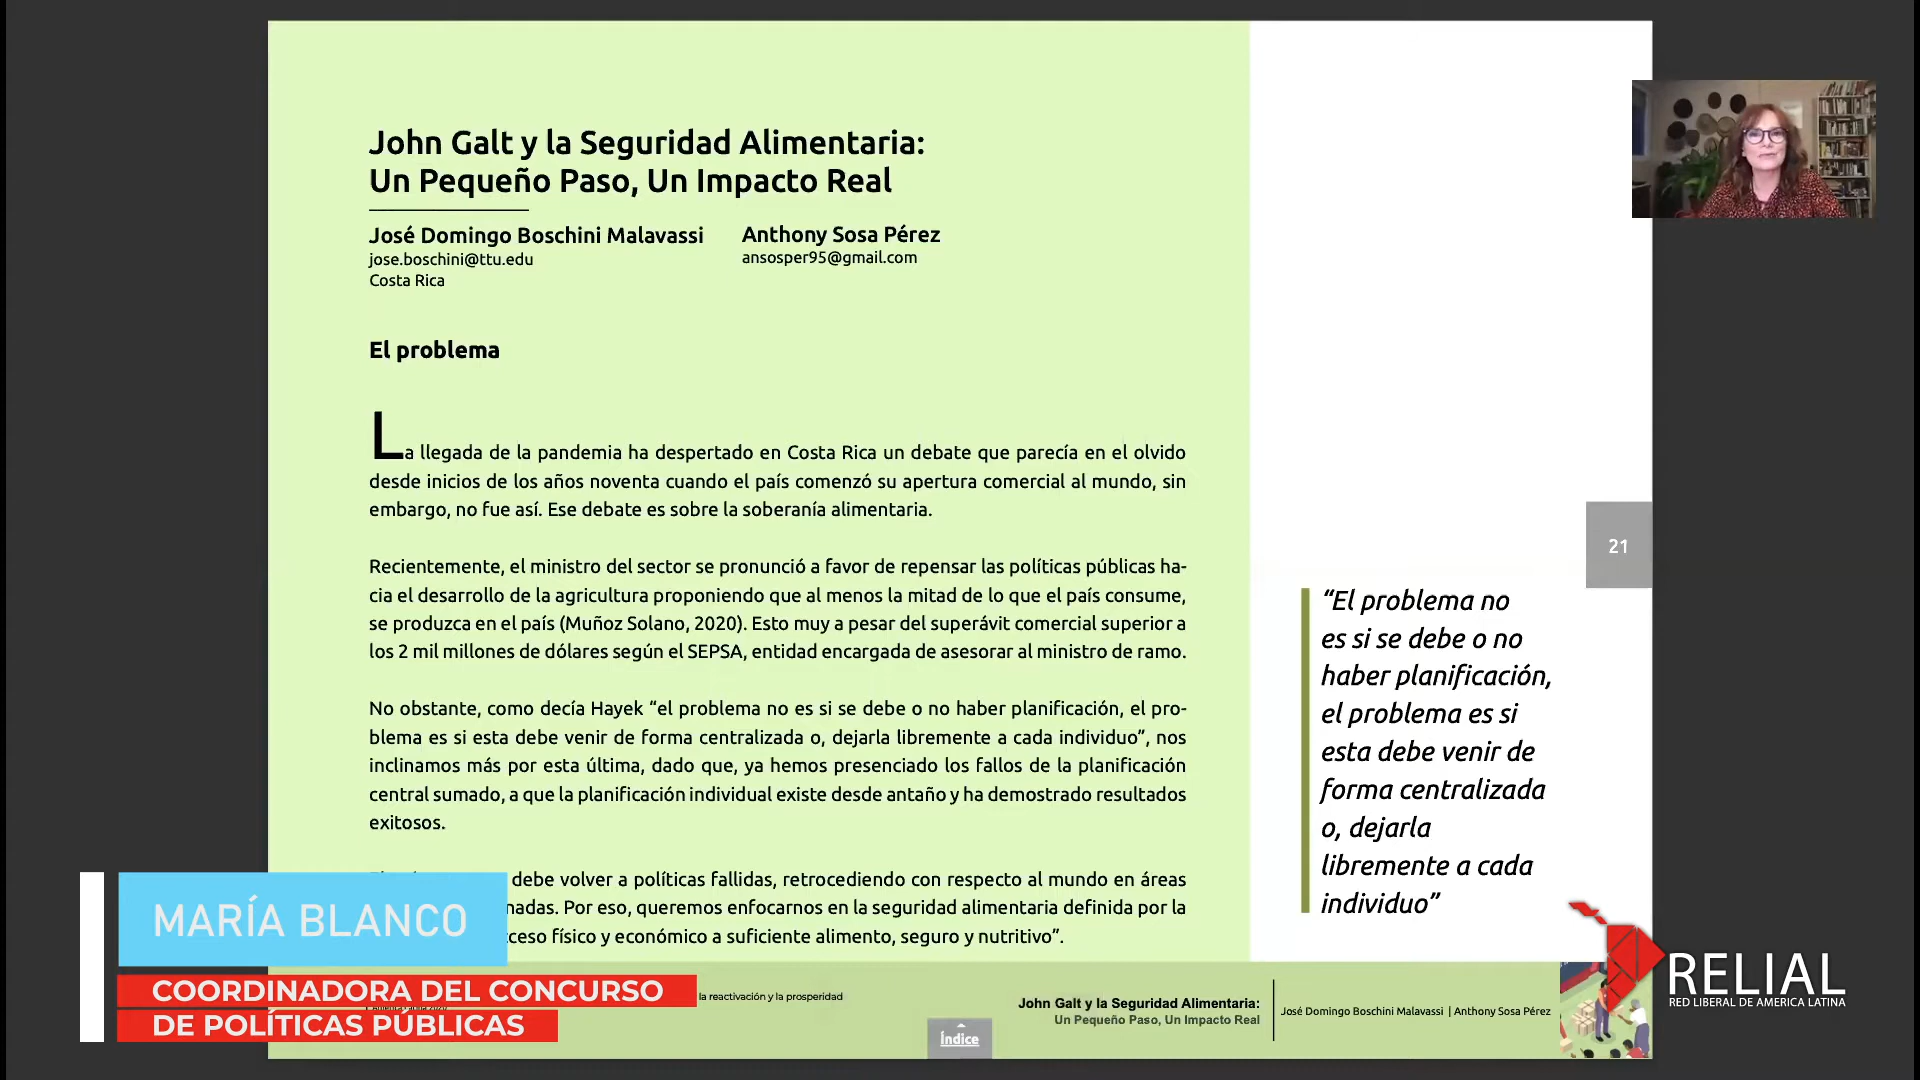 John Galt y la Seguridad Alimentaria:
Un Pequeño Paso, Un Impacto Real
José Domingo Boschini Malavassi
jose.boschini@ttu.edu
Costa Rica
Anthony Sosa Pérez
ansosper95@gmail.com
El problema
La llegada de la pandemia ha despertado en Costa Rica un debate que parecía en el olvido
desde inicios de los años noventa cuando el país comenzó su apertura comercial al mundo, sin
embargo, no fue así. Ese debate es sobre la soberanía alimentaria.
Recientemente, el ministro del sector se pronunció a favor de repensar las políticas públicas ha-
cia el desarrollo de la agricultura proponiendo que al menos la mitad de lo que el país consume,
se produzca en el país (Muñoz Solano, 2020). Esto muy a pesar del superávit comercial superior a
los 2 mil millones de dólares según el SEPSA, entidad encargada de asesorar al ministro de ramo.
No obstante, como decía Hayek “el problema no es si se debe o no haber planificación, el pro-
blema es si esta debe venir de forma centralizada o, dejarla libremente a cada individuo”, nos
inclinamos más por esta última, dado que, ya hemos presenciado los fallos de la planificación
central sumado, a que la planificación individual existe desde antaño y ha demostrado resultados
exitosos.
debe volver a políticas fallidas, retrocediendo con respecto al mundo en áreas
nadas. Por eso, queremos enfocarnos en la seguridad alimentaria definida por la
ceso físico y económico a suficiente alimento, seguro y nutritivo”.
21
“El problema no
es si se debe o no
haber planificación,
el problema es si
esta debe venir de
forma centralizada
o, dejarla
libremente a cada
individuo”
MARÍA BLANCO
COORDINADORA DEL CONCURSO
DE POLÍTICAS PÚBLICAS
la reactivación y la prosperidad
Índice
John Galt y la Seguridad Alimentaria:
Un Pequeño Paso, Un Impacto Real
José Domingo Boschini Malavassi | Anthony Sosa Pérez
RELIAL
RED LIBERAL DE AMERICA LATINA